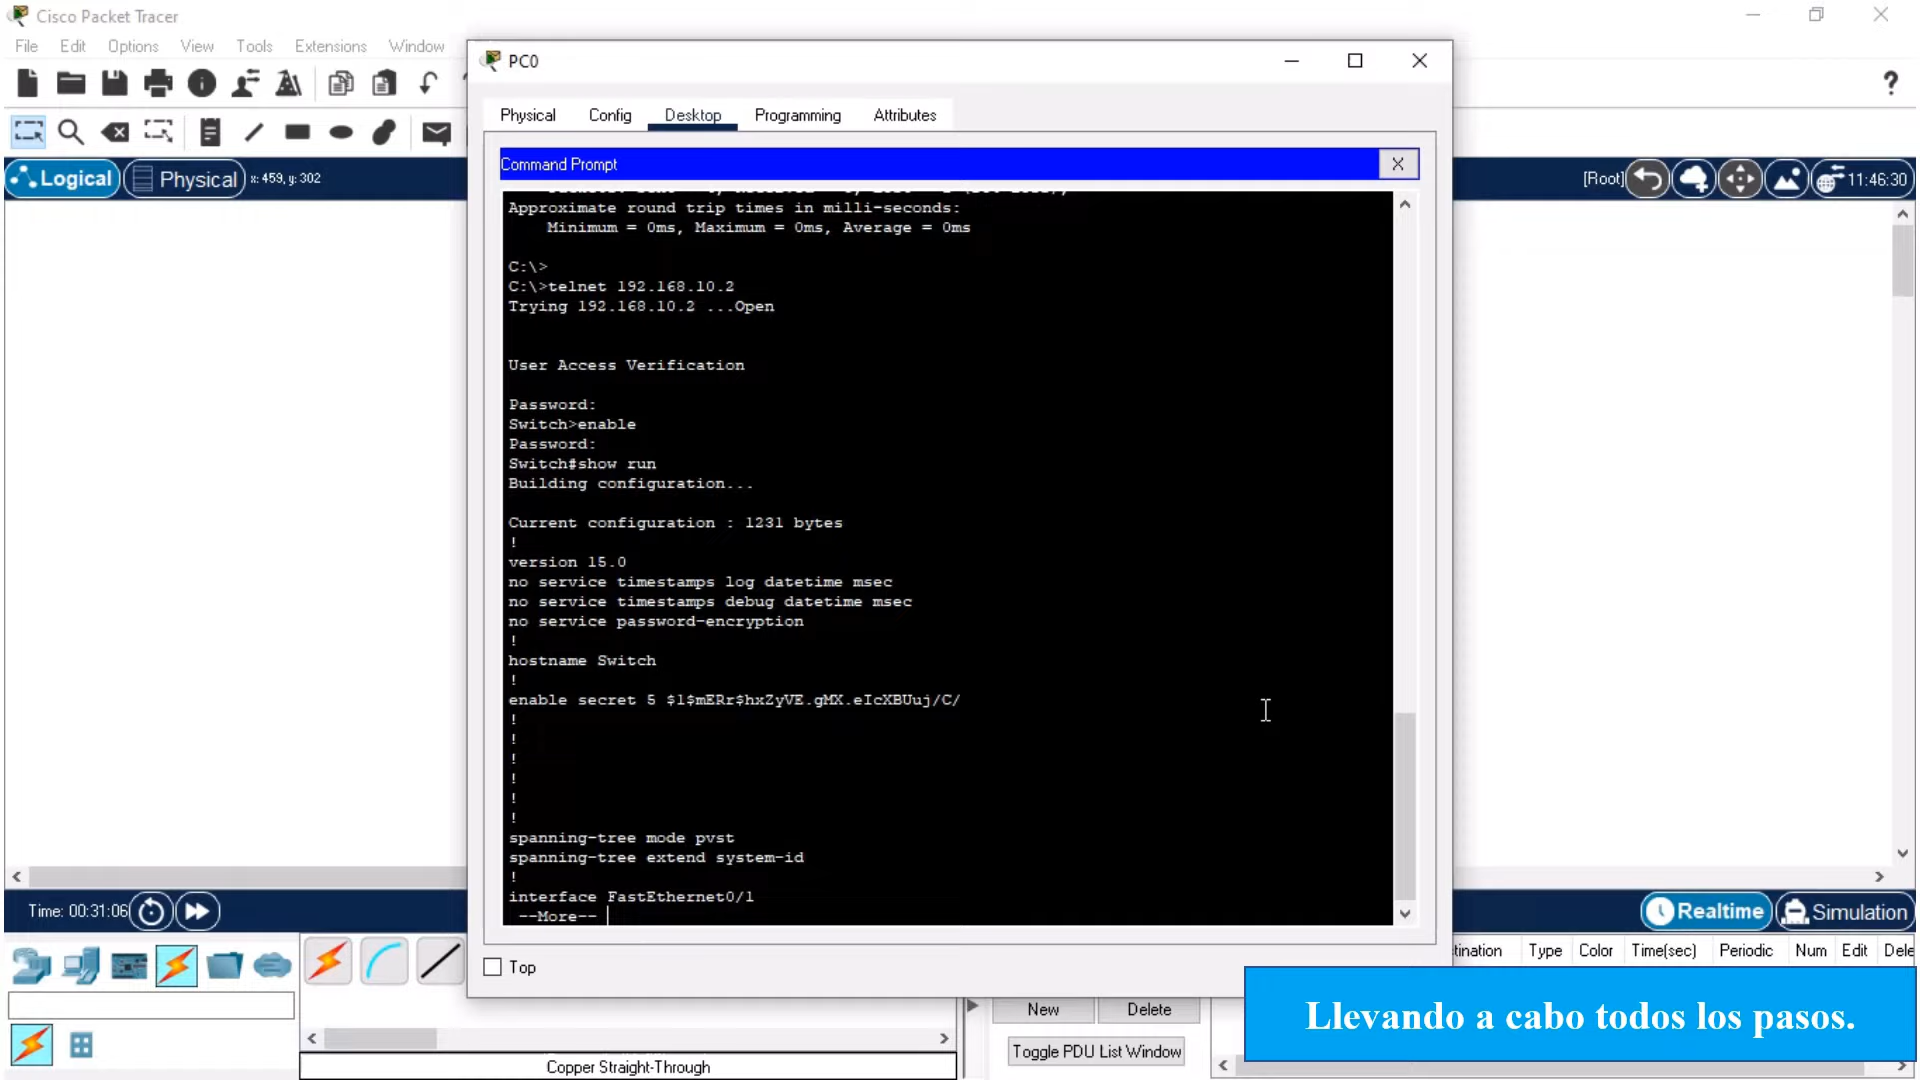 Cisco Packet Tracer
File Edit Options View Tools Extensions Window
PC0
Physical Config Desktop Programming Attributes
Command Prompt
X
Logical
Physical
x: 459, y: 302
[Root]
11:46:30
?
Approximate round trip times in milli-seconds:
Minimum = 0ms, Maximum = 0ms, Average = 0ms
C:\>
C:\>telnet 192.168.10.2
Trying 192.168.10.2 ...Open
User Access Verification
Password:
Switch>enable
Password:
Switch#show run
Building configuration...
Current configuration : 1231 bytes
!
version 15.0
no service timestamps log datetime msec
no service timestamps debug datetime msec
no service password-encryption
!
hostname Switch
!
enable secret 5 $1$mERr$hxZyVE.gMX.eIcXBUuj/C/
!
!
!
!
!
!
spanning-tree mode pvst
spanning-tree extend system-id
!
interface FastEthernet0/1
--More--
Top
Time: 00:31:06
Realtime
Simulation
Type Color Time(sec) Periodic Num Edit
New
Delete
Toggle PDU List Window
Copper Straight-Through
Llevando a cabo todos los pasos.